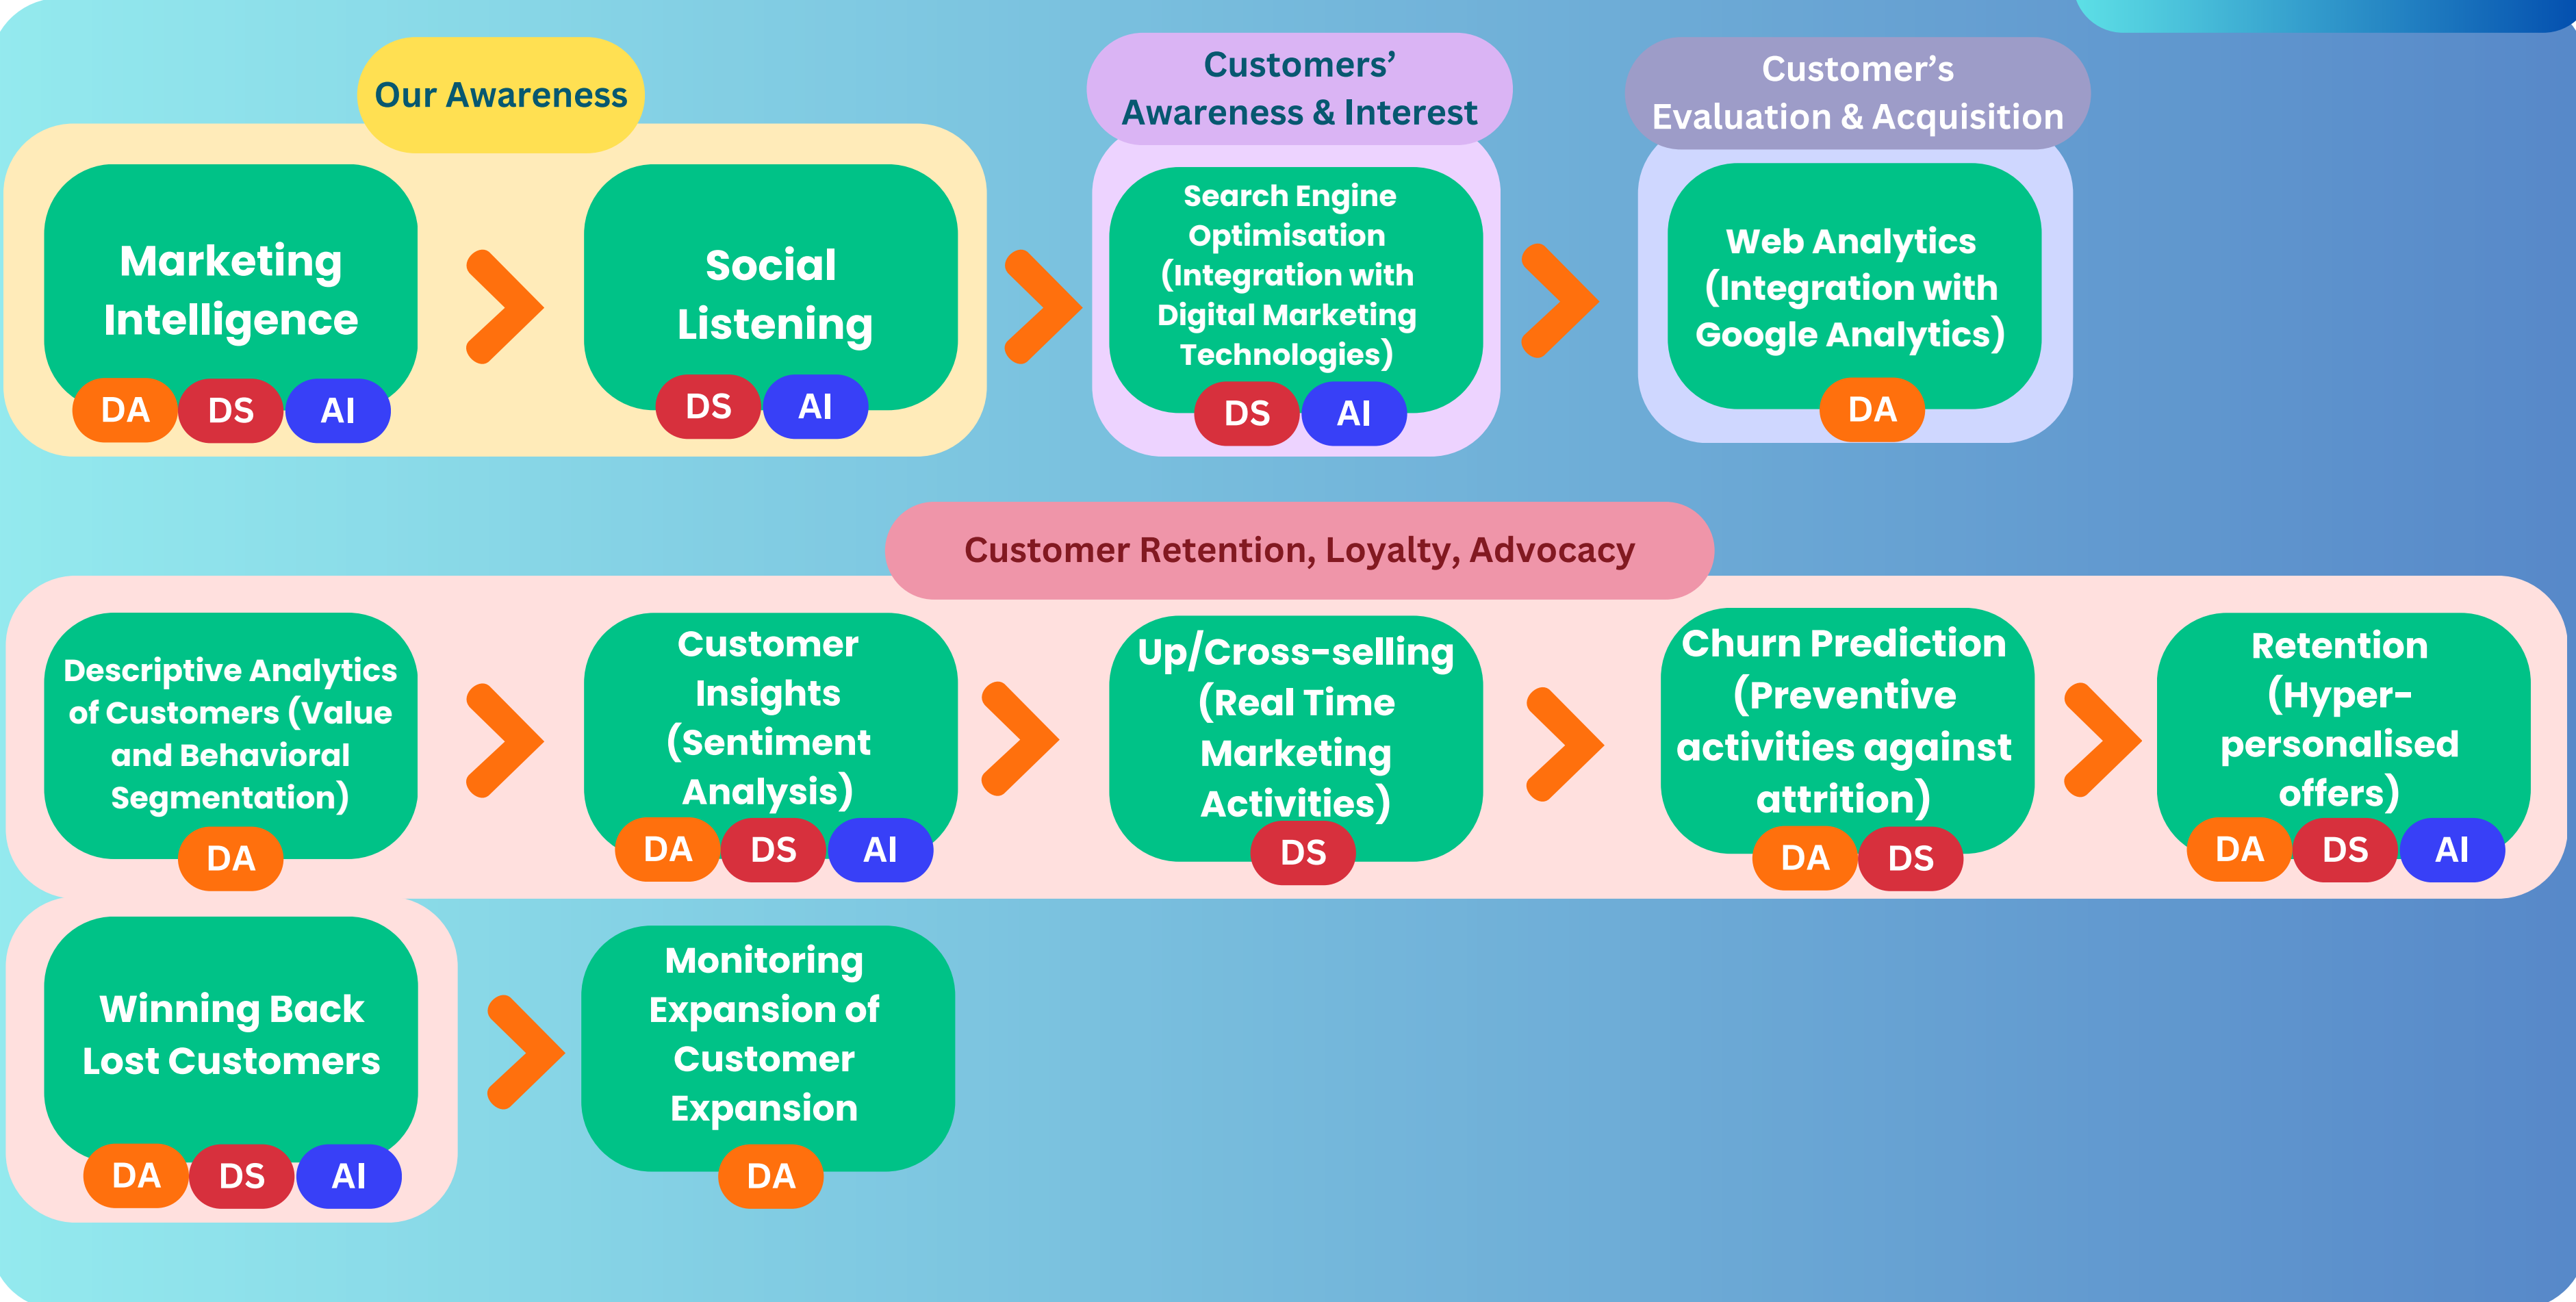 Our Awareness
Customers’
Awareness & Interest
Customer’s
Evaluation & Acquisition
Marketing
Intelligence
DA DS AI
Social
Listening
DS AI
Search Engine
Optimisation
(Integration with
Digital Marketing
Technologies)
DS AI
Web Analytics
(Integration with
Google Analytics)
DA
Customer Retention, Loyalty, Advocacy
Descriptive Analytics
of Customers (Value
and Behavioral
Segmentation)
DA
Customer
Insights
(Sentiment
Analysis)
DA DS AI
Up/Cross-selling
(Real Time
Marketing
Activities)
DS
Churn Prediction
(Preventive
activities against
attrition)
DA DS
Retention
(Hyper-
personalised
offers)
DA DS AI
Winning Back
Lost Customers
DA DS AI
Monitoring
Expansion of
Customer
Expansion
DA